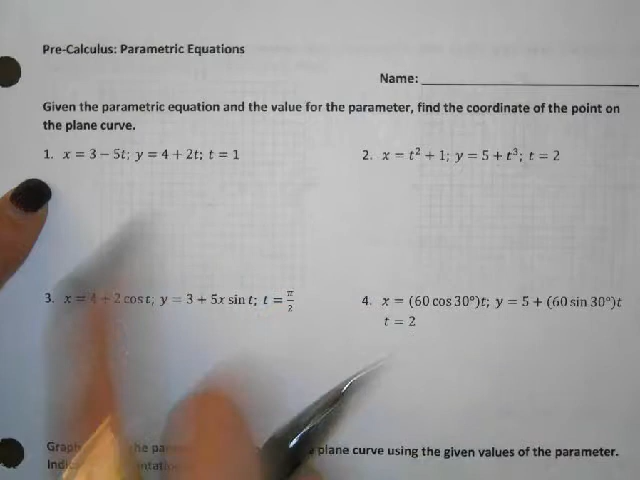 Pre-Calculus: Parametric Equations
Name:
Given the parametric equation and the value for the parameter, find the coordinate of the point on
the plane curve.
1. x = 3 − 5t; y = 4 + 2t; t = 1
2. x = t² + 1; y = 5 + t³; t = 2
3. x = 4 + 2 cos t; y = 3 + 5x sin t; t = π/2
4. x = (60 cos 30°)t; y = 5 + (60 sin 30°)t
t = 2
plane curve using the given values of the parameter.